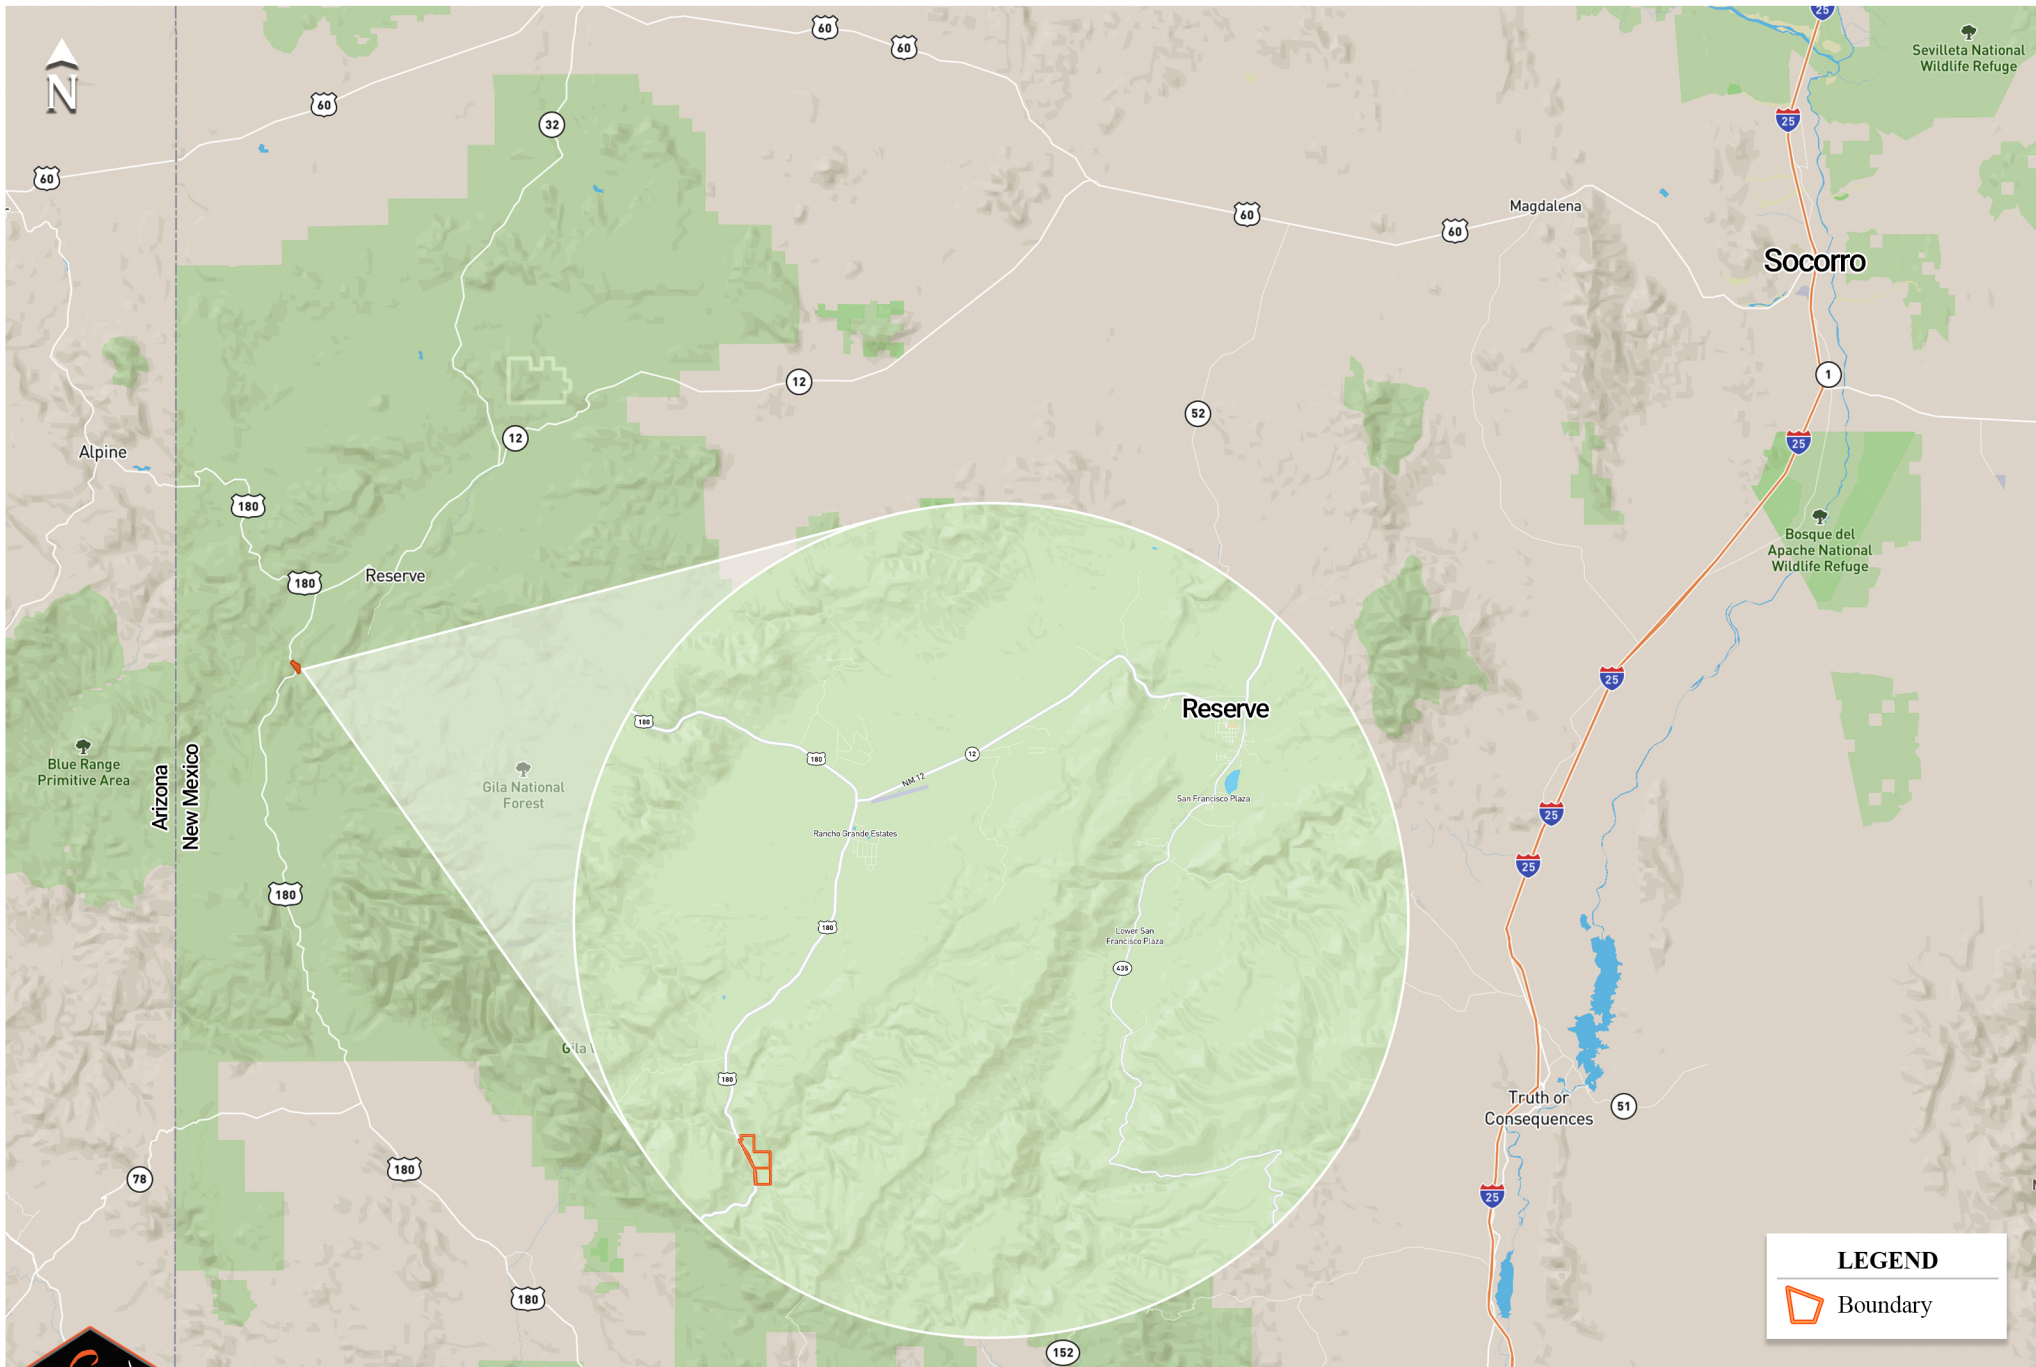 25
60
60
Sevilleta National
Wildlife Refuge
N
60
32
25
60
Magdalena
60
60
Socorro
12
1
52
12
25
Alpine
180
Bosque del
Apache National
Wildlife Refuge
180
Reserve
25
Reserve
180
Blue Range
Primitive Area
Arizona
New Mexico
180
12
NM 12
Gila National
Forest
San Francisco Plaza
25
Rancho Grande Estates
25
180
180
Lower San
Francisco Plaza
435
Gila
180
Truth or
Consequences
51
180
78
25
LEGEND
Boundary
180
152